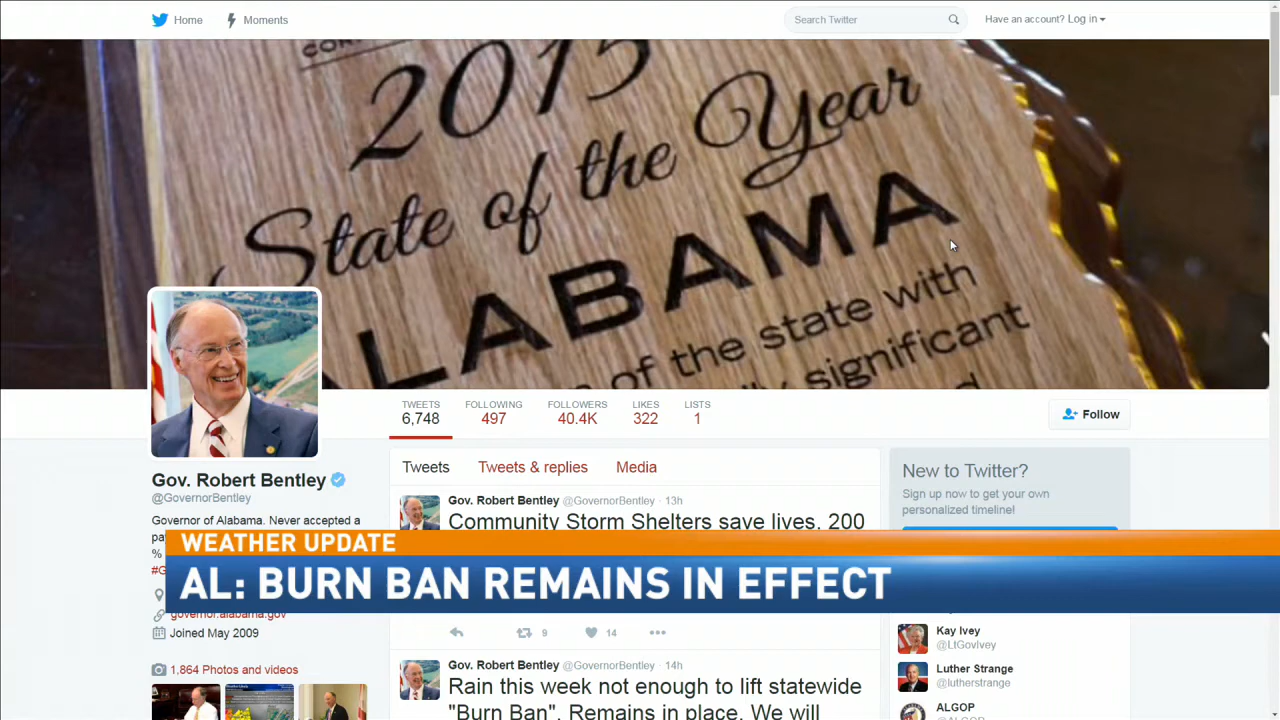 Home
Moments
Search Twitter
Have an account? Log in
2015
State of the Year
ALABAMA
of the state with
significant
TWEETS
6,748
FOLLOWING
497
FOLLOWERS
40.4K
LIKES
322
LISTS
1
Follow
Gov. Robert Bentley
@GovernorBentley
Governor of Alabama. Never accepted a
%
governor.alabama.gov
Joined May 2009
1,864 Photos and videos
Tweets
Tweets & replies
Media
Gov. Robert Bentley @GovernorBentley · 13h
Community Storm Shelters save lives. 200
9
14
Gov. Robert Bentley @GovernorBentley · 14h
Rain this week not enough to lift statewide
"Burn Ban". Remains in place. We will
New to Twitter?
Sign up now to get your own
personalized timeline!
Kay Ivey
@LtGovIvey
Luther Strange
@lutherstrange
ALGOP
@ALGOP
WEATHER UPDATE
AL: BURN BAN REMAINS IN EFFECT